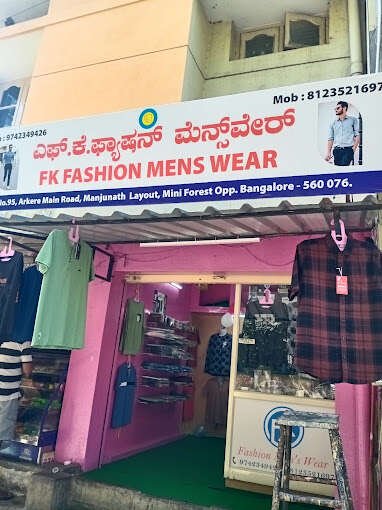 Mob : 8123521697
: 9742349426
ಎಫ್.ಕೆ.ಫ್ಯಾಷನ್ ಮೆನ್ಸ್‌ವೇರ್
FK FASHION MENS WEAR
No.95, Arkere Main Road, Manjunath Layout, Mini Forest Opp. Bangalore - 560 076.
Fashion Men's Wear